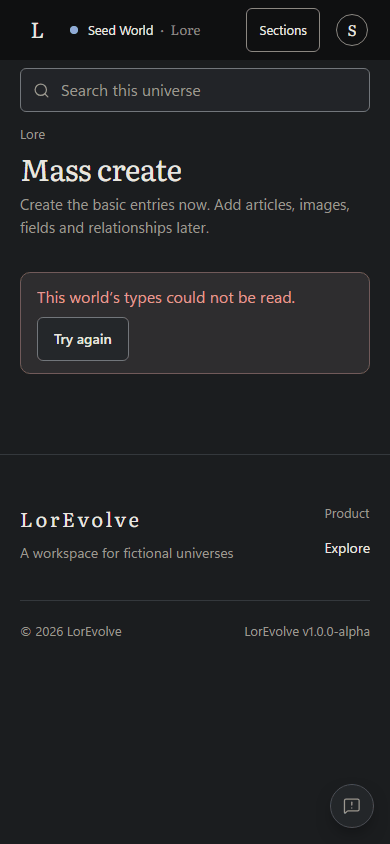 L
Seed World · Lore
Sections
S
Search this universe
Lore
Mass create
Create the basic entries now. Add articles, images,
fields and relationships later.
This world's types could not be read.
Try again
LorEvolve
A workspace for fictional universes
Product
Explore
© 2026 LorEvolve
LorEvolve v1.0.0-alpha